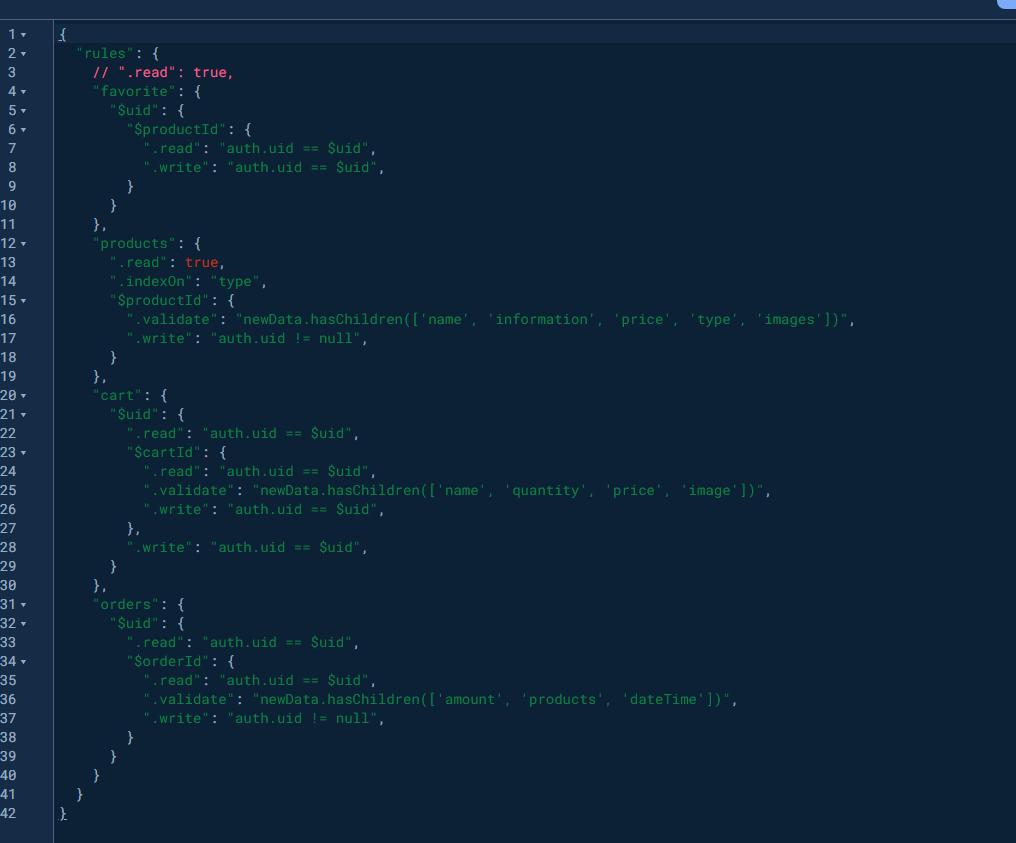 1 {
2 "rules": {
3 // ".read": true,
4 "favorite": {
5 "$uid": {
6 "$productId": {
7 ".read": "auth.uid == $uid",
8 ".write": "auth.uid == $uid",
9 }
10 }
11 },
12 "products": {
13 ".read": true,
14 ".indexOn": "type",
15 "$productId": {
16 ".validate": "newData.hasChildren(['name', 'information', 'price', 'type', 'images'])",
17 ".write": "auth.uid != null",
18 }
19 },
20 "cart": {
21 "$uid": {
22 ".read": "auth.uid == $uid",
23 "$cartId": {
24 ".read": "auth.uid == $uid",
25 ".validate": "newData.hasChildren(['name', 'quantity', 'price', 'image'])",
26 ".write": "auth.uid == $uid",
27 },
28 ".write": "auth.uid == $uid",
29 }
30 },
31 "orders": {
32 "$uid": {
33 ".read": "auth.uid == $uid",
34 "$orderId": {
35 ".read": "auth.uid == $uid",
36 ".validate": "newData.hasChildren(['amount', 'products', 'dateTime'])",
37 ".write": "auth.uid != null",
38 }
39 }
40 }
41 }
42 }